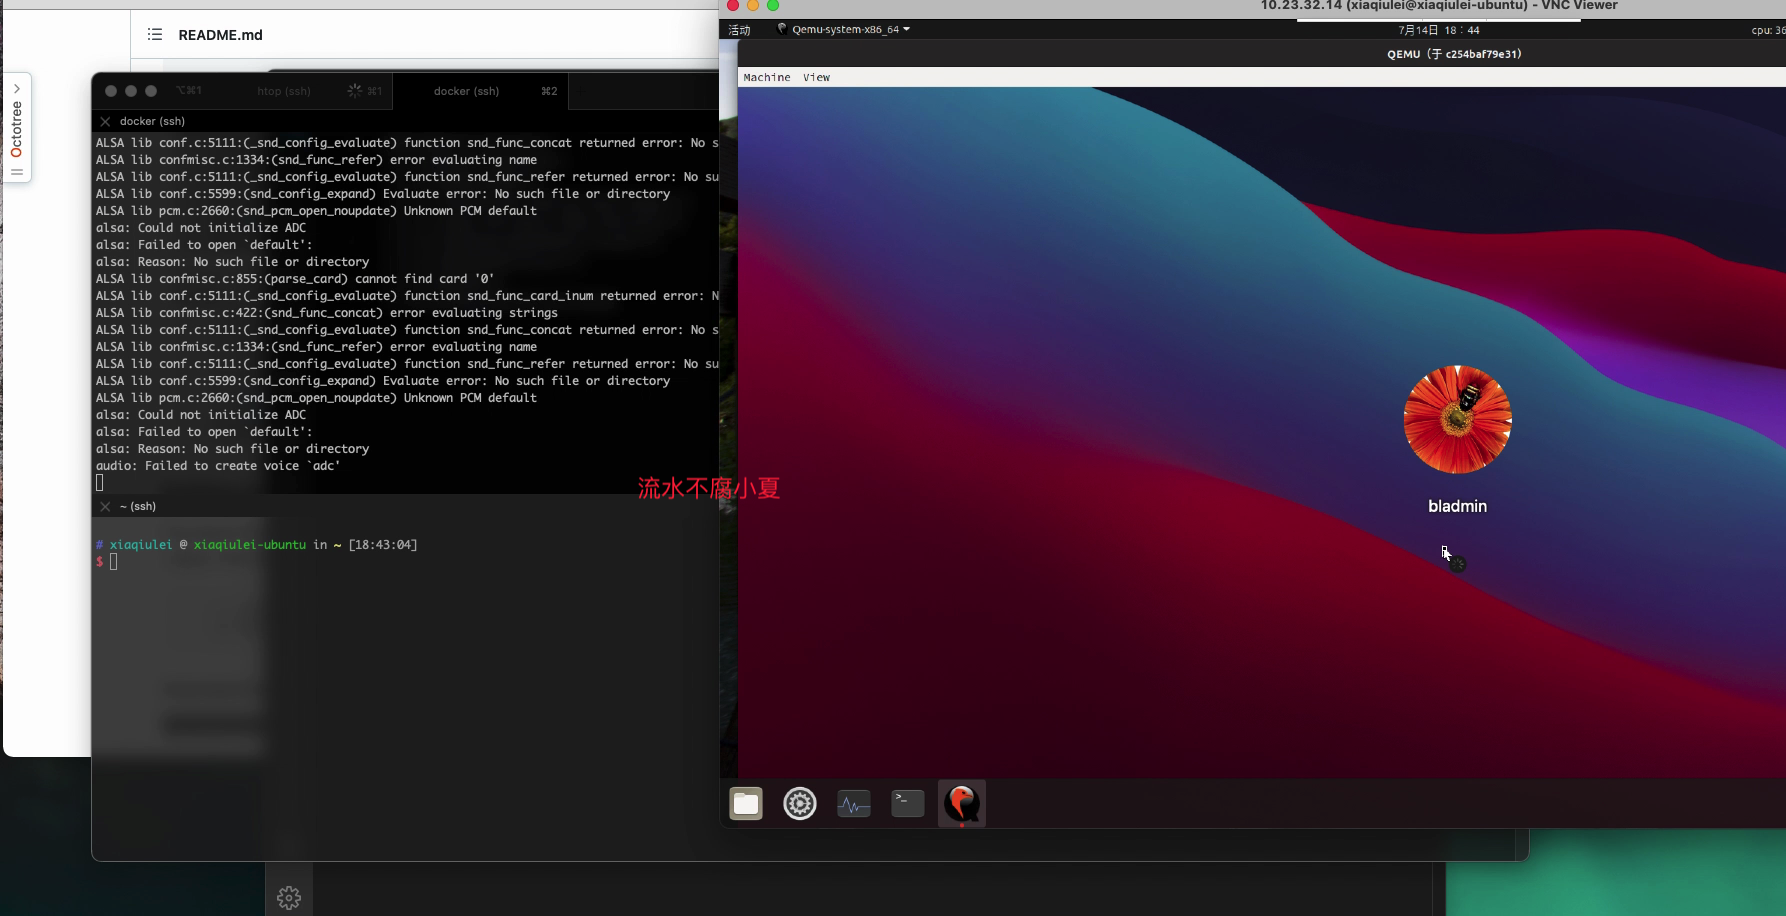 README.md
Octotree
⌥⌘1
htop (ssh)
⌘1
docker (ssh)
⌘2
docker (ssh)
ALSA lib conf.c:5111:(_snd_config_evaluate) function snd_func_concat returned error: No s
ALSA lib confmisc.c:1334:(snd_func_refer) error evaluating name
ALSA lib conf.c:5111:(_snd_config_evaluate) function snd_func_refer returned error: No su
ALSA lib conf.c:5599:(snd_config_expand) Evaluate error: No such file or directory
ALSA lib pcm.c:2660:(snd_pcm_open_noupdate) Unknown PCM default
alsa: Could not initialize ADC
alsa: Failed to open `default':
alsa: Reason: No such file or directory
ALSA lib confmisc.c:855:(parse_card) cannot find card '0'
ALSA lib conf.c:5111:(_snd_config_evaluate) function snd_func_card_inum returned error: N
ALSA lib confmisc.c:422:(snd_func_concat) error evaluating strings
ALSA lib conf.c:5111:(_snd_config_evaluate) function snd_func_concat returned error: No s
ALSA lib confmisc.c:1334:(snd_func_refer) error evaluating name
ALSA lib conf.c:5111:(_snd_config_evaluate) function snd_func_refer returned error: No su
ALSA lib conf.c:5599:(snd_config_expand) Evaluate error: No such file or directory
ALSA lib pcm.c:2660:(snd_pcm_open_noupdate) Unknown PCM default
alsa: Could not initialize ADC
alsa: Failed to open `default':
alsa: Reason: No such file or directory
audio: Failed to create voice `adc'
~ (ssh)
# xiaqiulei @ xiaqiulei-ubuntu in ~ [18:43:04]
$
流水不腐小夏
10.23.32.14 (xiaqiulei@xiaqiulei-ubuntu) - VNC Viewer
活动
Qemu-system-x86_64
7月14日 18：44
cpu: 36
QEMU（于 c254baf79e31）
Machine View
bladmin